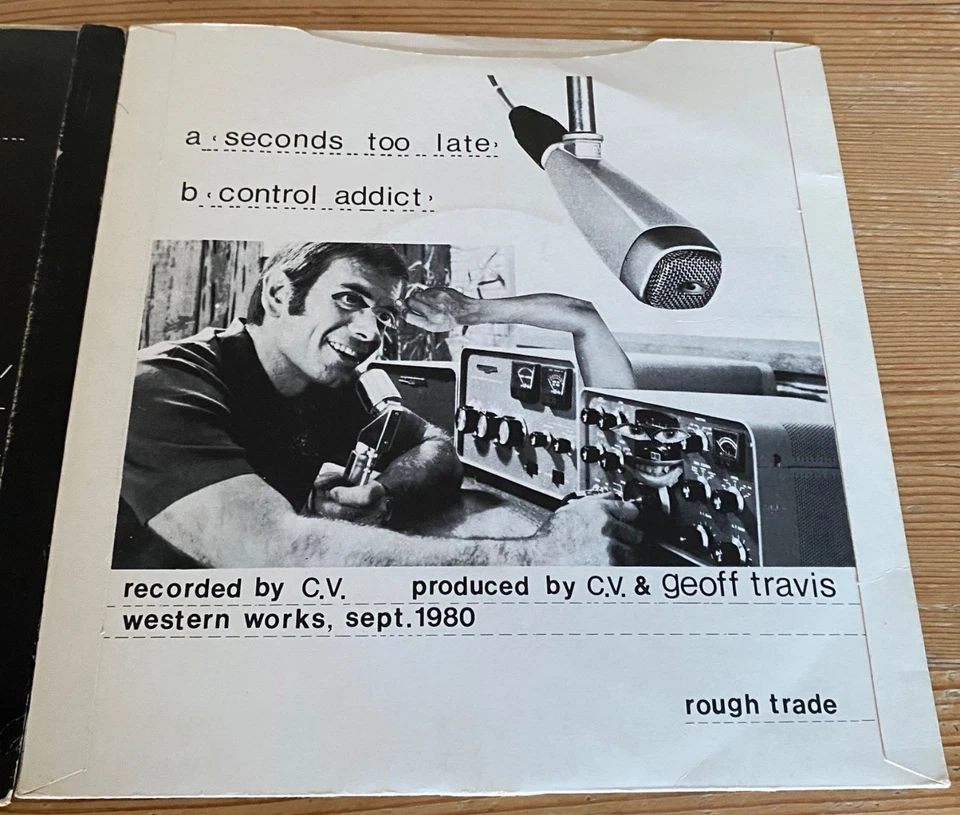 a ‹ seconds too late ›
b ‹ control addict ›
recorded by C.V. produced by C.V. & geoff travis
western works, sept.1980
rough trade